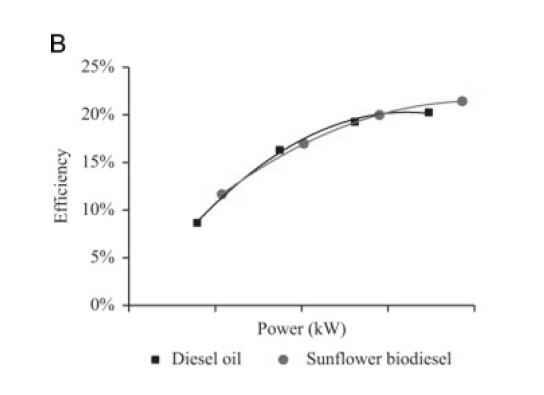 B
25%
20%
15%
10%
5%
0%
Efficiency
Power (kW)
Diesel oil Sunflower biodiesel